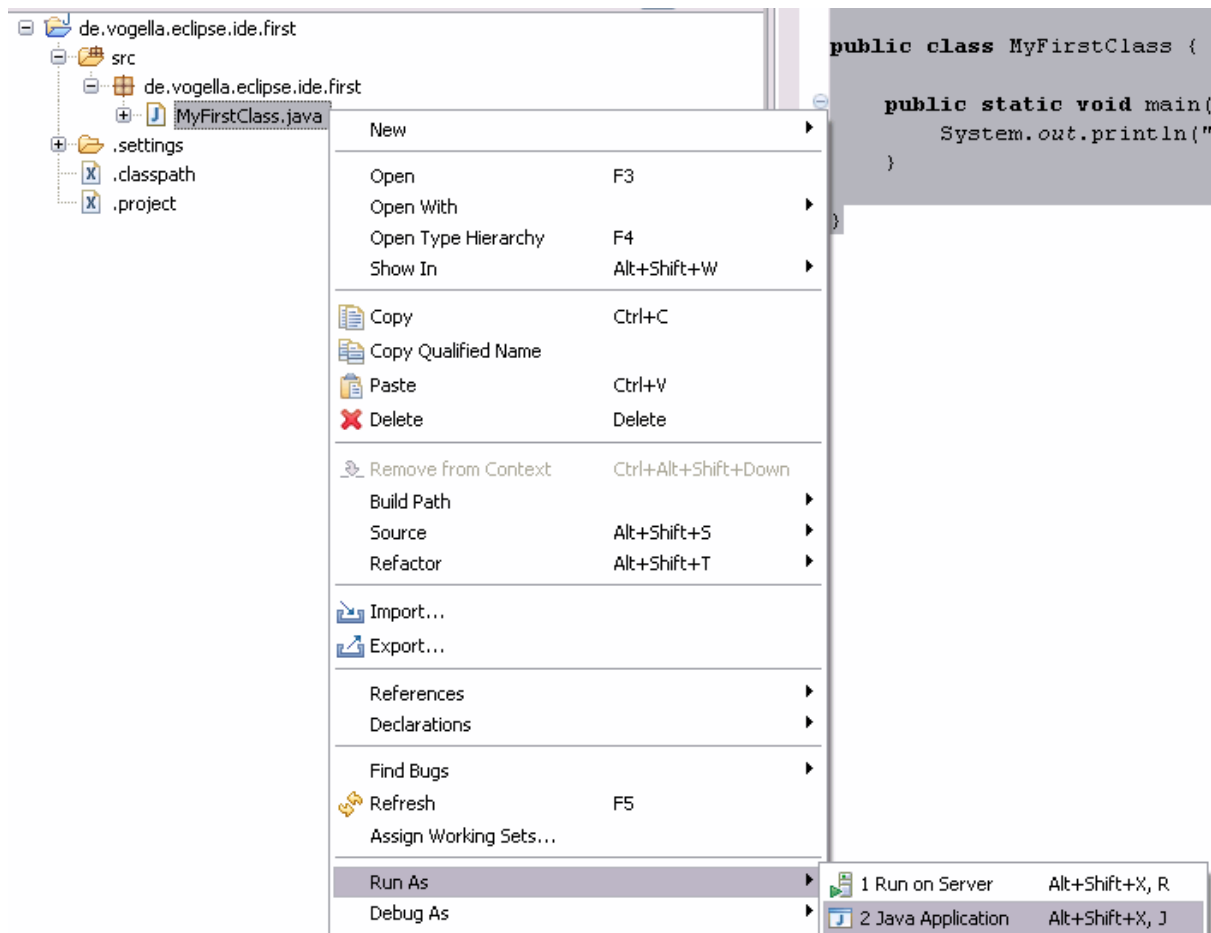 de.vogella.eclipse.ide.first
src
de.vogella.eclipse.ide.first
MyFirstClass.java
.settings
.classpath
.project
public class MyFirstClass {
public static void main(
System.out.println("
}
}
New
Open F3
Open With
Open Type Hierarchy F4
Show In Alt+Shift+W
Copy Ctrl+C
Copy Qualified Name
Paste Ctrl+V
Delete Delete
Remove from Context Ctrl+Alt+Shift+Down
Build Path
Source Alt+Shift+S
Refactor Alt+Shift+T
Import...
Export...
References
Declarations
Find Bugs
Refresh F5
Assign Working Sets...
Run As
Debug As
1 Run on Server Alt+Shift+X, R
2 Java Application Alt+Shift+X, J